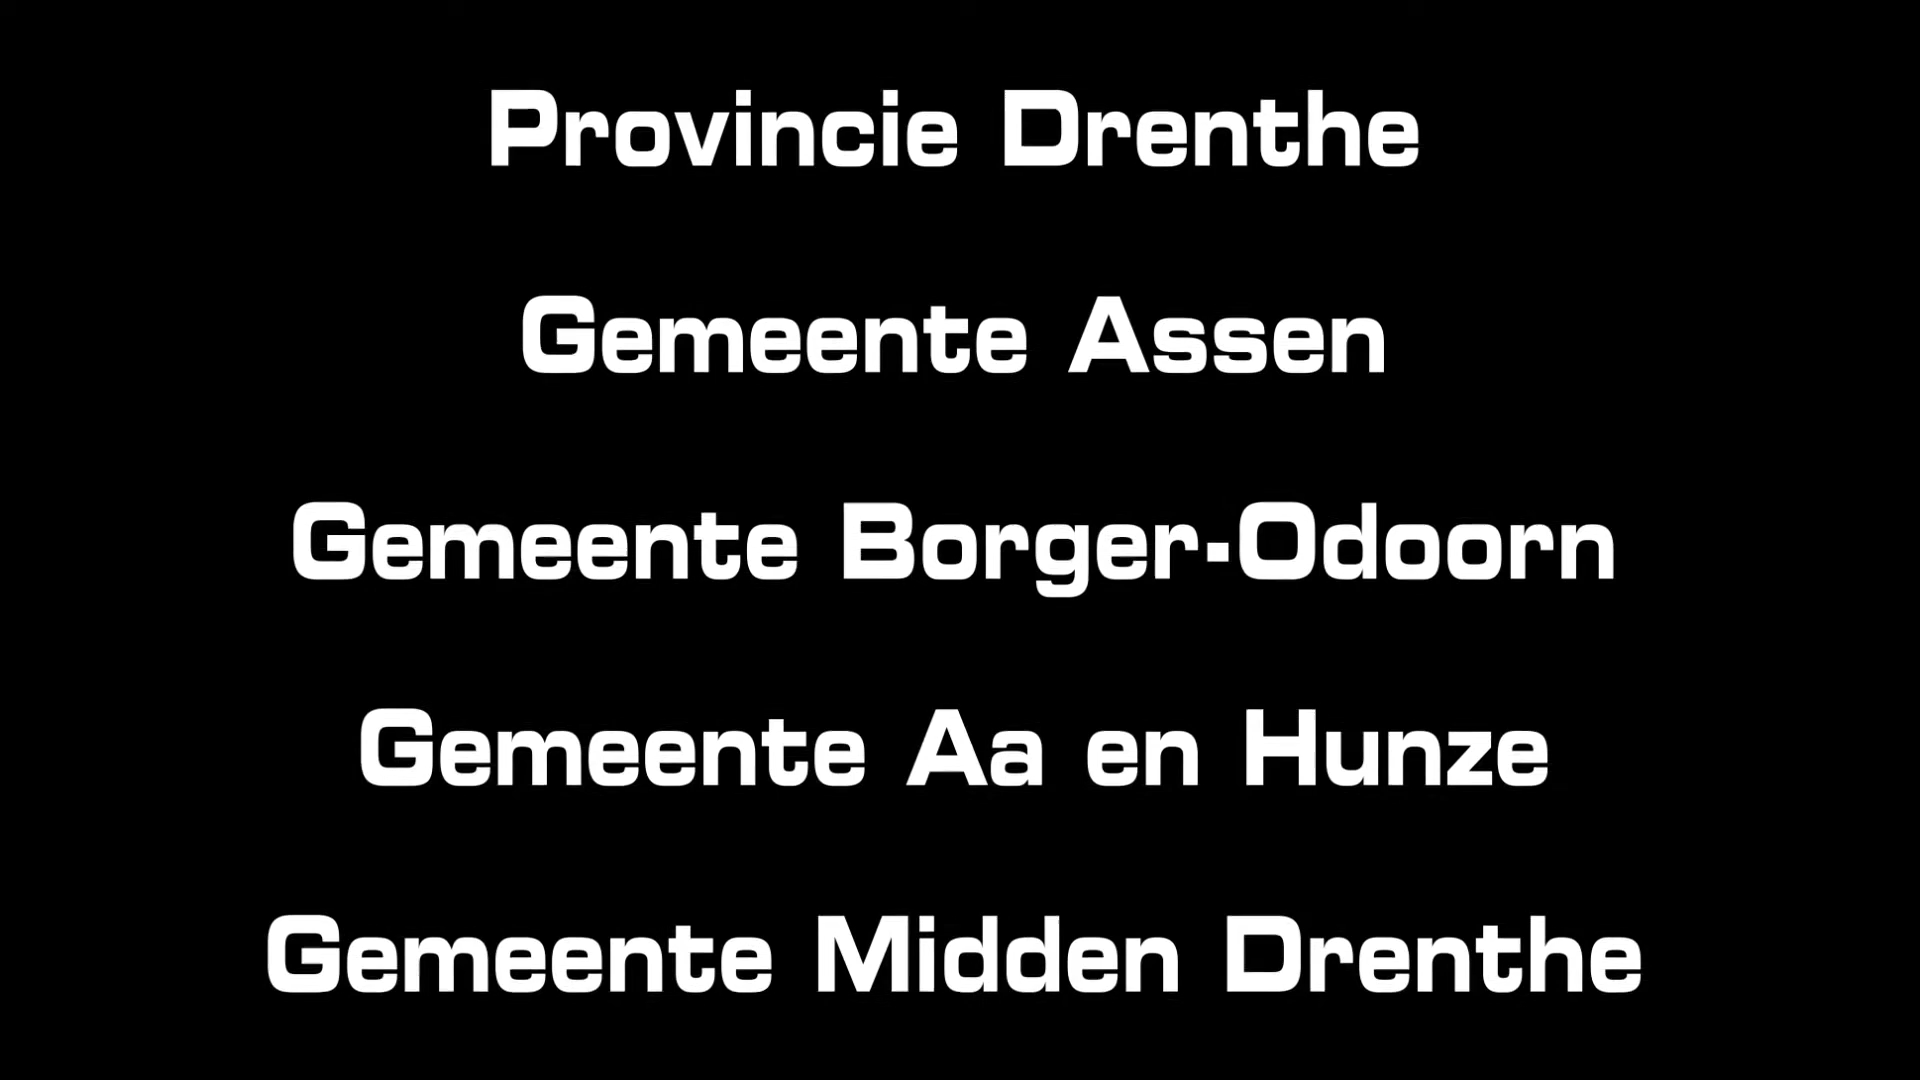 Provincie Drenthe
Gemeente Assen
Gemeente Borger-Odoorn
Gemeente Aa en Hunze
Gemeente Midden Drenthe